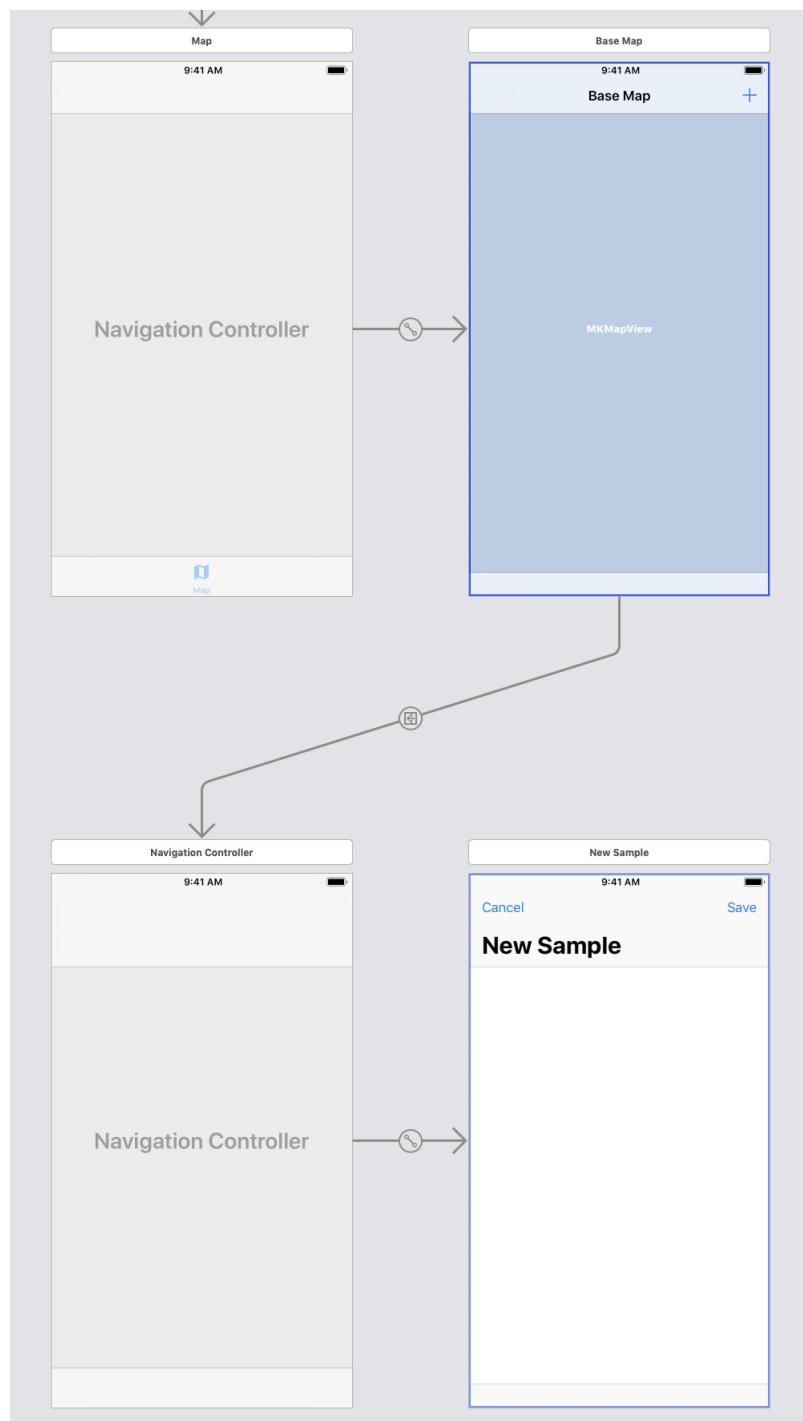 Map
Base Map
9:41 AM
9:41 AM
Base Map
Navigation Controller
MKMapView
Map
Navigation Controller
New Sample
9:41 AM
9:41 AM
Cancel
Save
New Sample
Navigation Controller